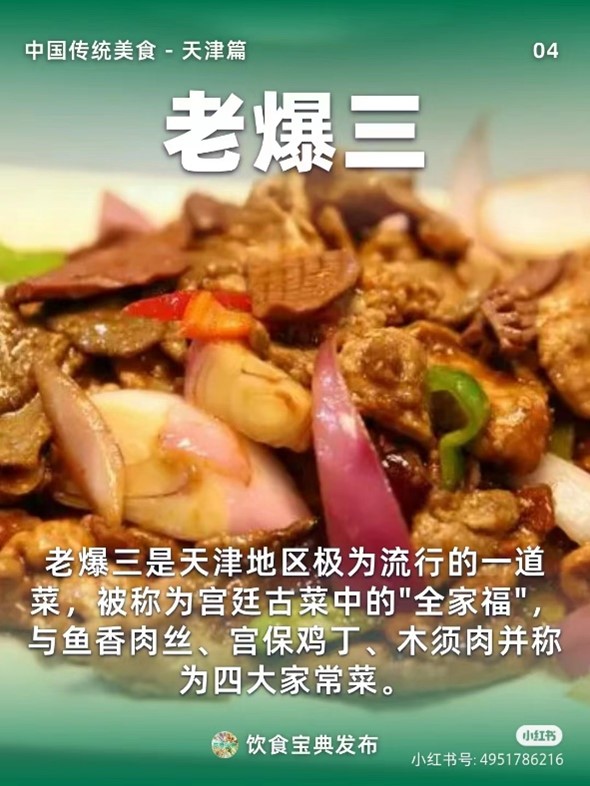 中国传统美食 - 天津篇
04
老爆三
老爆三是天津地区极为流行的一道
菜，被称为宫廷古菜中的"全家福"，
与鱼香肉丝、宫保鸡丁、木须肉并称
为四大家常菜。
饮食宝典发布
小红书
小红书号: 4951786216